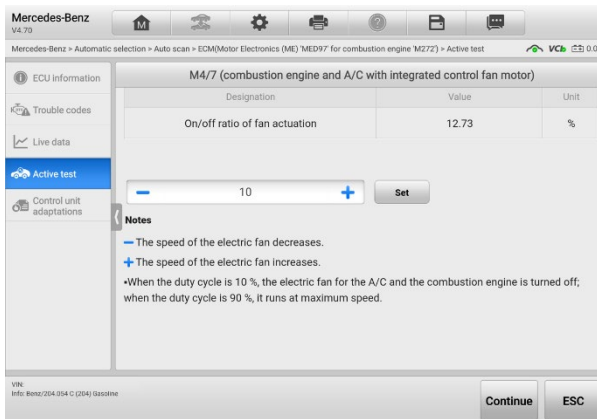 Mercedes-Benz
V4.70
Mercedes-Benz > Automatic selection > Auto scan > ECM(Motor Electronics (ME) 'MED97' for combustion engine 'M272') > Active test
VCI 0.0
ECU information
Trouble codes
Live data
Active test
Control unit
adaptations
M4/7 (combustion engine and A/C with integrated control fan motor)
Designation Value Unit
On/off ratio of fan actuation 12.73 %
− 10 + Set
Notes
− The speed of the electric fan decreases.
+ The speed of the electric fan increases.
•When the duty cycle is 10 %, the electric fan for the A/C and the combustion engine is turned off;
when the duty cycle is 90 %, it runs at maximum speed.
VIN:
Info: Benz/204.054 C (204) Gasoline
Continue ESC